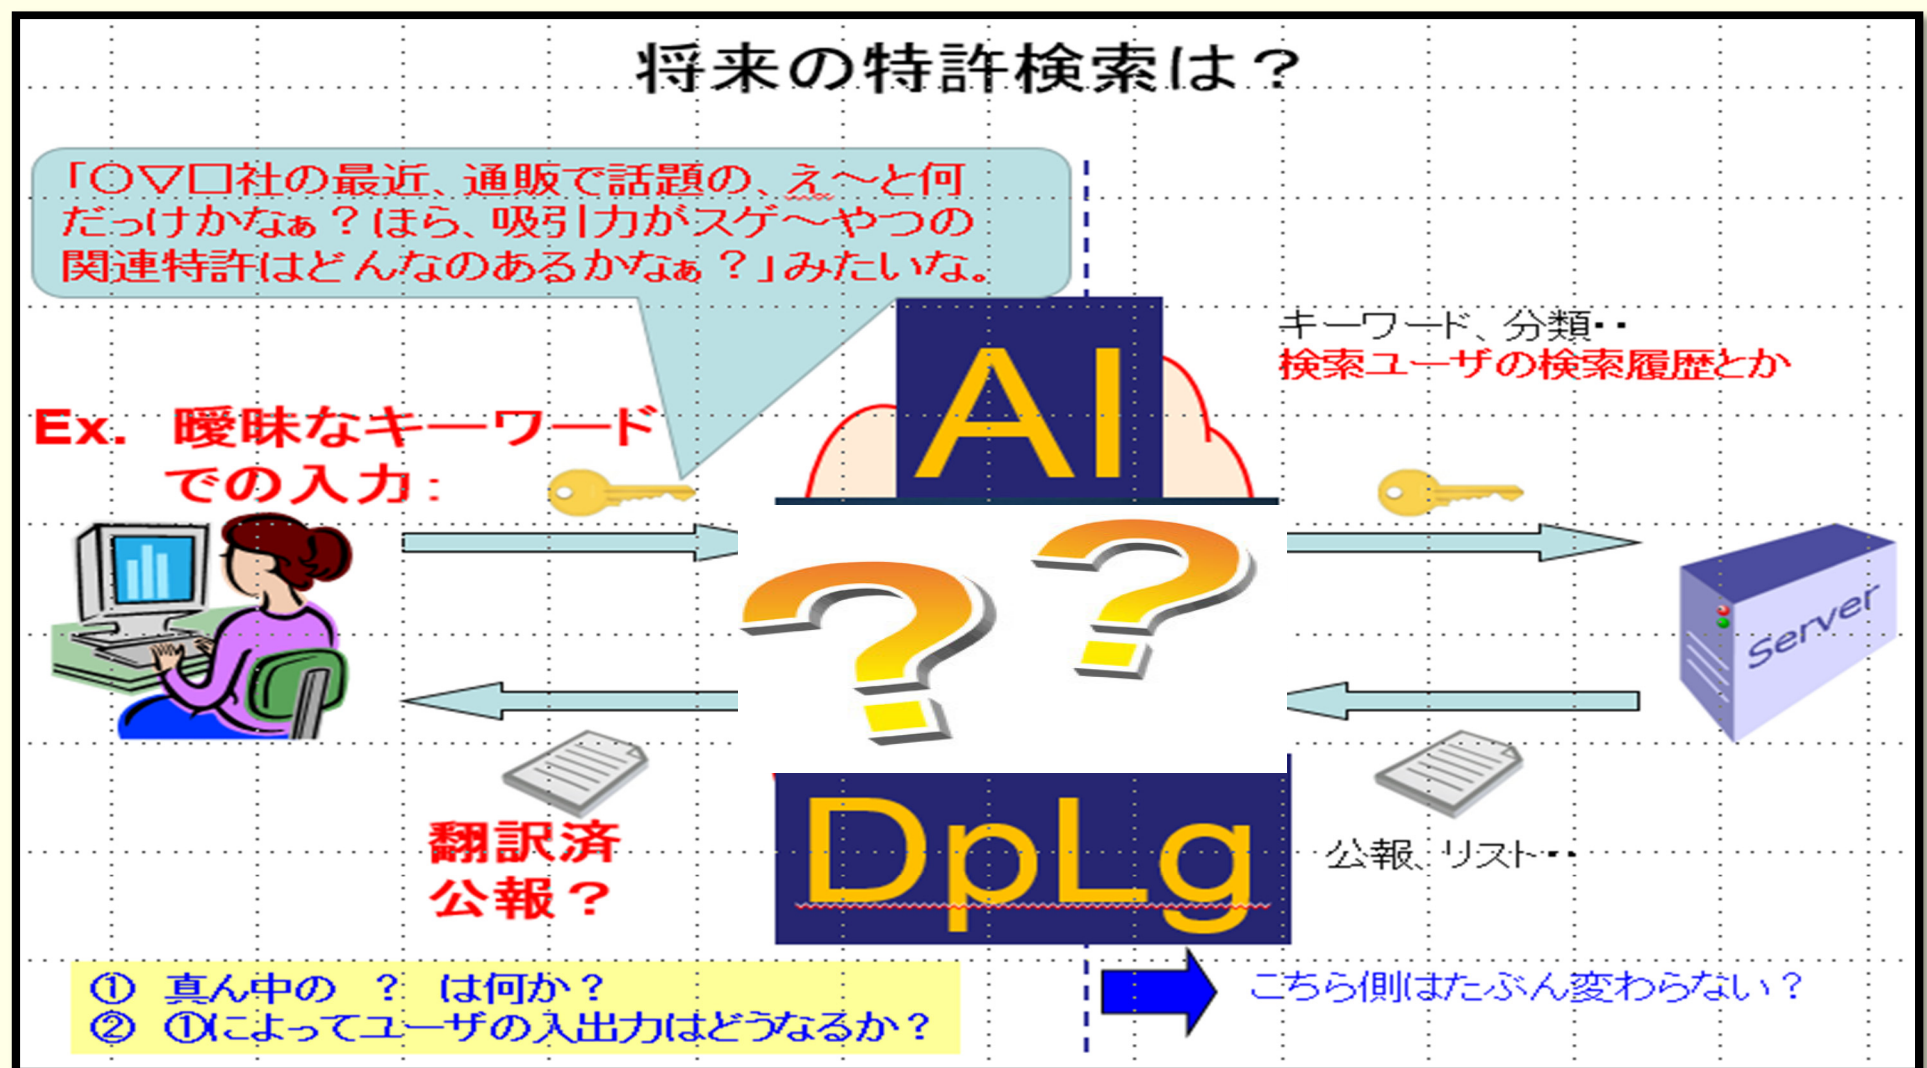 将来の特許検索は?
「○▽□社の最近、通販で話題の、え~と何
だっけかなぁ?ほら、吸引力がスゲ~やつの
関連特許はどんなのあるかなぁ?」みたいな。
AI
キーワード、分類・・
検索ユーザの検索履歴とか
Ex. 曖昧なキーワード
での入力:
? ?
Server
翻訳済
公報?
DpLg
公報、リスト・・
① 真ん中の ? は何か?
② ①によってユーザの入出力はどうなるか?
こちら側はたぶん変わらない?